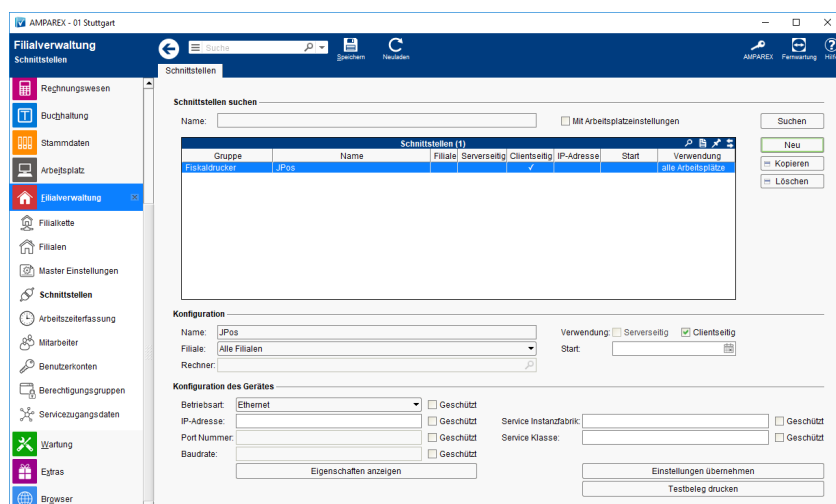 AMPAREX - 01 Stuttgart
Filialverwaltung
Schnittstellen
Suche
Speichern
Neuladen
AMPAREX
Fernwartung
Hilfe
Schnittstellen
Rechnungswesen
Buchhaltung
Stammdaten
Arbeitsplatz
Filialverwaltung
Filialkette
Filialen
Master Einstellungen
Schnittstellen
Arbeitszeiterfassung
Mitarbeiter
Benutzerkonten
Berechtigungsgruppen
Servicezugangsdaten
Wartung
Extras
Browser
Schnittstellen suchen
Name:
Mit Arbeitsplatzeinstellungen
Suchen
Schnittstellen (1)
Neu
Gruppe Name Filiale Serverseitig Clientseitig IP-Adresse Start Verwendung
Fiskaldrucker JPos ✓ alle Arbeitsplätze
Kopieren
Löschen
Konfiguration
Name: JPos Verwendung: Serverseitig Clientseitig
Filiale: Alle Filialen Start:
Rechner:
Konfiguration des Gerätes
Betriebsart: Ethernet Geschützt
IP-Adresse: Geschützt Service Instanzfabrik: Geschützt
Port Nummer: Geschützt Service Klasse: Geschützt
Baudrate: Geschützt
Eigenschaften anzeigen Einstellungen übernehmen
Testbeleg drucken